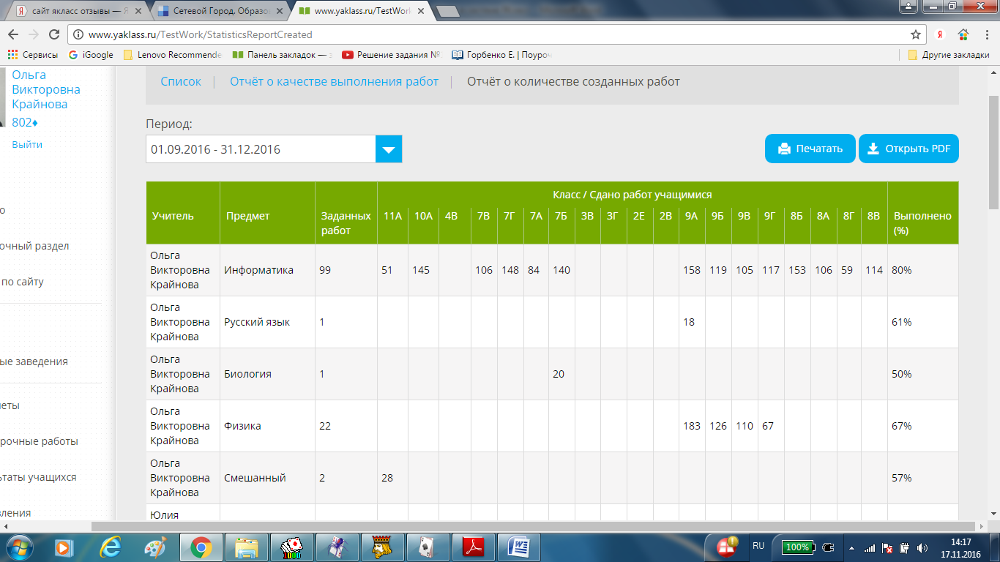 сайт якласс отзывы — Я
Сетевой Город. Образо
www.yaklass.ru/TestWork
www.yaklass.ru/TestWork/StatisticsReportCreated
Сервисы iGoogle Lenovo Recommende Панель закладок — Решение задания № Горбенко Е. | Поуроч Другие закладки
Ольга
Викторовна
Крайнова
802
Выйти
о
очный раздел
по сайту
ые заведения
четы
рочные работы
ьтаты учащихся
вления
Список | Отчёт о качестве выполнения работ | Отчёт о количестве созданных работ
Период:
01.09.2016 - 31.12.2016
Печатать Открыть PDF
Класс / Сдано работ учащимися
Учитель Предмет Заданных работ 11А 10А 4В 7В 7Г 7А 7Б 3В 3Г 2Е 2В 9А 9Б 9В 9Г 8Б 8А 8Г 8В Выполнено (%)
Ольга
Викторовна Информатика 99 51 145 106 148 84 140 158 119 105 117 153 106 59 114 80%
Крайнова
Ольга
Викторовна Русский язык 1 18 61%
Крайнова
Ольга
Викторовна Биология 1 20 50%
Крайнова
Ольга
Викторовна Физика 22 183 126 110 67 67%
Крайнова
Ольга
Викторовна Смешанный 2 28 57%
Крайнова
Юлия
1000
RU 100% 14:17
17.11.2016